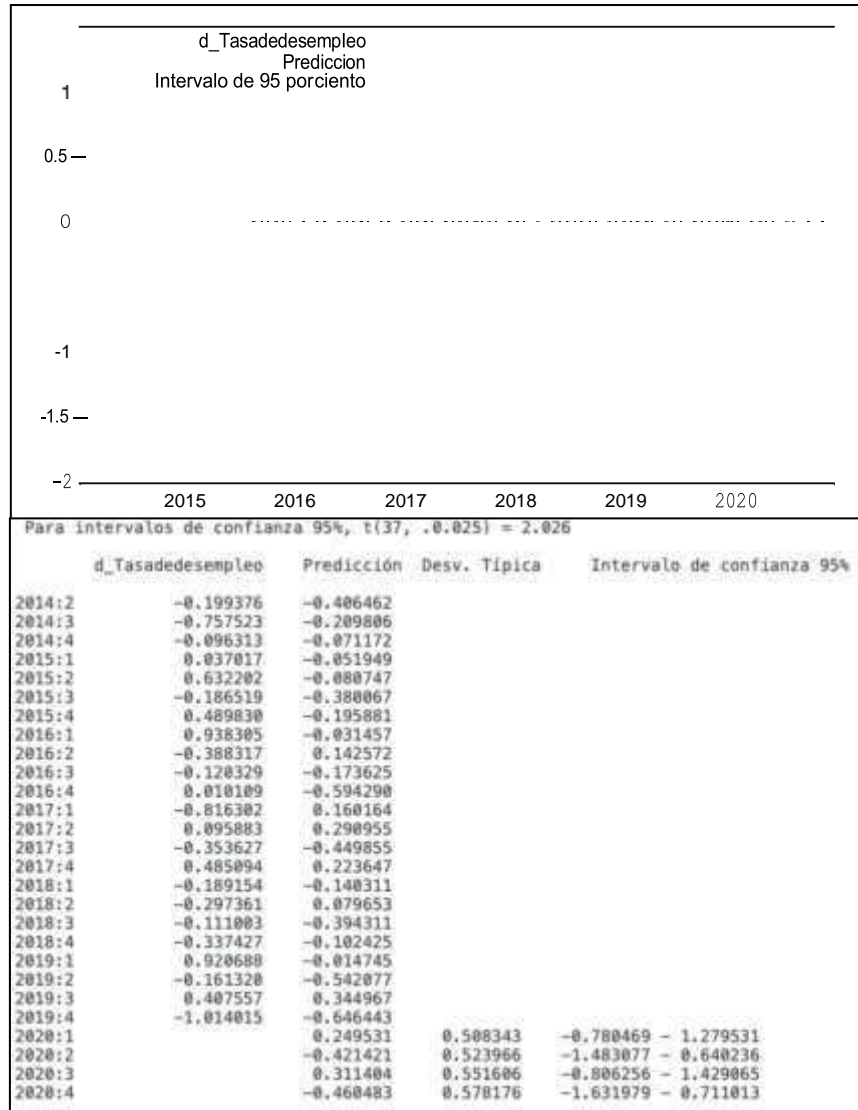 d_Tasadedesempleo
Prediccion
Intervalo de 95 porciento
1
0.5
0
-1
-1.5
-2
2015 2016 2017 2018 2019 2020
Para intervalos de confianza 95%, t(37, .0.025) = 2.026
d_Tasadedesempleo Predicción Desv. Típica Intervalo de confianza 95%
2014:2 -0.199376 -0.406462
2014:3 -0.757523 -0.209806
2014:4 -0.096313 -0.071172
2015:1 0.037017 -0.051949
2015:2 0.632202 -0.080747
2015:3 -0.186519 -0.380067
2015:4 0.489830 -0.195881
2016:1 0.938305 -0.031457
2016:2 -0.388317 0.142572
2016:3 -0.120329 -0.173625
2016:4 0.010109 -0.594290
2017:1 -0.816302 0.160164
2017:2 0.095883 0.290955
2017:3 -0.353627 -0.449855
2017:4 0.485094 0.223647
2018:1 -0.189154 -0.140311
2018:2 -0.297361 0.079653
2018:3 -0.111003 -0.394311
2018:4 -0.337427 -0.102425
2019:1 0.920688 -0.014745
2019:2 -0.161320 -0.542077
2019:3 0.407557 0.344967
2019:4 -1.014015 -0.646443
2020:1 0.249531 0.508343 -0.780469 - 1.279531
2020:2 -0.421421 0.523966 -1.483077 - 0.640236
2020:3 0.311404 0.551606 -0.806256 - 1.429065
2020:4 -0.460483 0.578176 -1.631979 - 0.711013